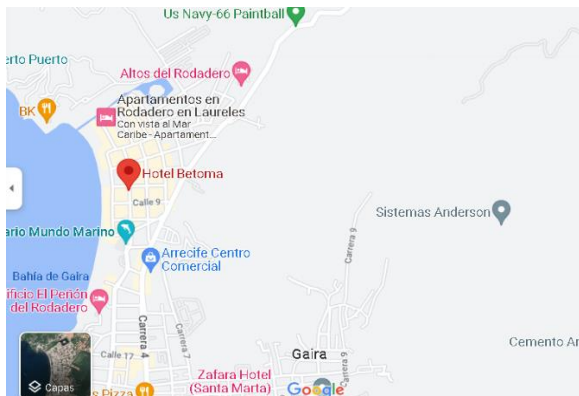 Us Navy-66 Paintball
erto Puerto
Altos del Rodadero
BK
Apartamentos en
Rodadero en Laureles
Con vista al Mar
Caribe - Apartament...
Hotel Betoma
Calle 9
Sistemas Anderson
ario Mundo Marino
Carrera 9
Arrecife Centro
Comercial
Bahía de Gaira
ificio El Peñón
del Rodadero
Carrera 4
Carrera 7
Cemento Ar
Calle 17
Gaira
Carrera 9
Zafara Hotel
(Santa Marta)
Capas
s Pizza
Google